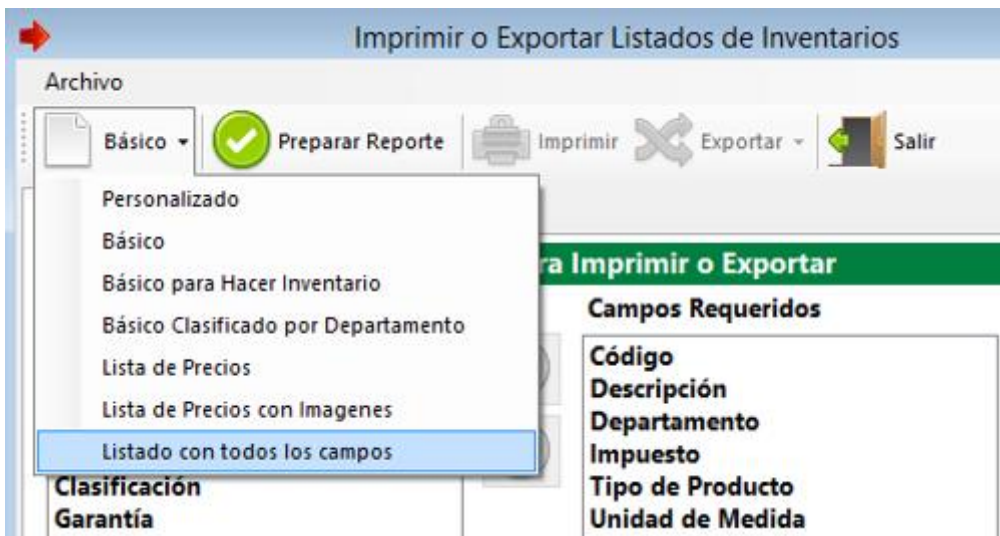 Imprimir o Exportar Listados de Inventarios
Archivo
Básico
Preparar Reporte
Imprimir
Exportar
Salir
Personalizado
Básico
Básico para Hacer Inventario
Básico Clasificado por Departamento
Lista de Precios
Lista de Precios con Imagenes
Listado con todos los campos
Clasificación
Garantía
Imprimir o Exportar
Campos Requeridos
Código
Descripción
Departamento
Impuesto
Tipo de Producto
Unidad de Medida